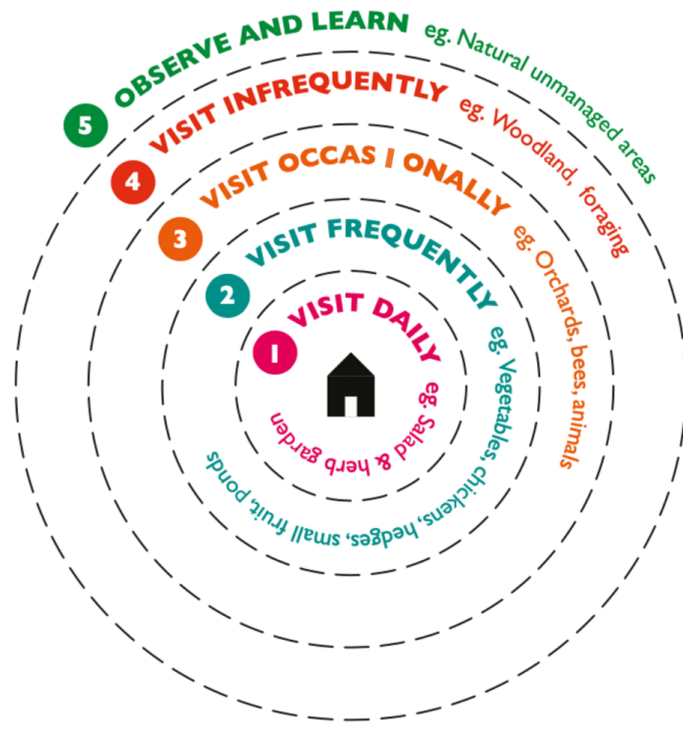 5 OBSERVE AND LEARN eg. Natural unmanaged areas
4 VISIT INFREQUENTLY eg. Woodland, foraging
3 VISIT OCCAS I ONALLY eg. Orchards, bees, animals
2 VISIT FREQUENTLY eg. Vegetables, chickens, hedges, small fruit, ponds
1 VISIT DAILY eg. Salad & herb garden